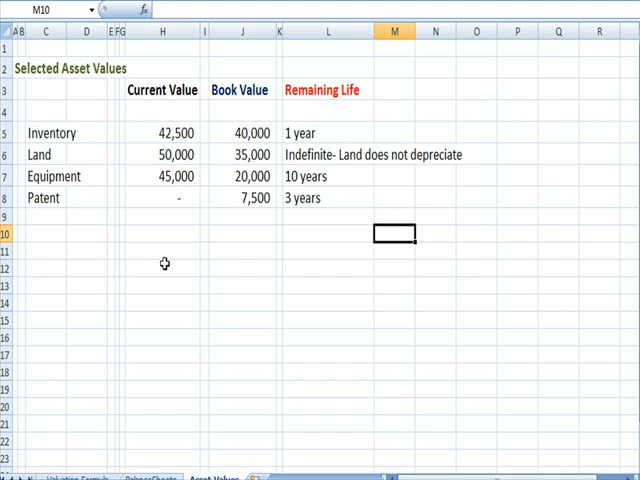 M10 fx
A B C D E F G H I J K L M N O P Q R
1
2 Selected Asset Values
3 Current Value Book Value Remaining Life
4
5 Inventory 42,500 40,000 1 year
6 Land 50,000 35,000 Indefinite- Land does not depreciate
7 Equipment 45,000 20,000 10 years
8 Patent - 7,500 3 years
9
10
11
12
13
14
15
16
17
18
19
20
21
22
23
Valuation Formula BalanceSheets Asset Values